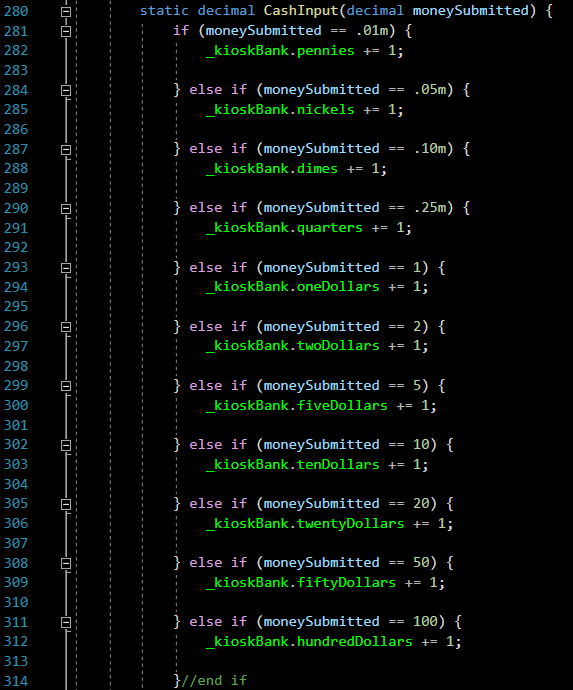 280 static decimal CashInput(decimal moneySubmitted) {
281 if (moneySubmitted == .01m) {
282 _kioskBank.pennies += 1;
283
284 } else if (moneySubmitted == .05m) {
285 _kioskBank.nickels += 1;
286
287 } else if (moneySubmitted == .10m) {
288 _kioskBank.dimes += 1;
289
290 } else if (moneySubmitted == .25m) {
291 _kioskBank.quarters += 1;
292
293 } else if (moneySubmitted == 1) {
294 _kioskBank.oneDollars += 1;
295
296 } else if (moneySubmitted == 2) {
297 _kioskBank.twoDollars += 1;
298
299 } else if (moneySubmitted == 5) {
300 _kioskBank.fiveDollars += 1;
301
302 } else if (moneySubmitted == 10) {
303 _kioskBank.tenDollars += 1;
304
305 } else if (moneySubmitted == 20) {
306 _kioskBank.twentyDollars += 1;
307
308 } else if (moneySubmitted == 50) {
309 _kioskBank.fiftyDollars += 1;
310
311 } else if (moneySubmitted == 100) {
312 _kioskBank.hundredDollars += 1;
313
314 }//end if